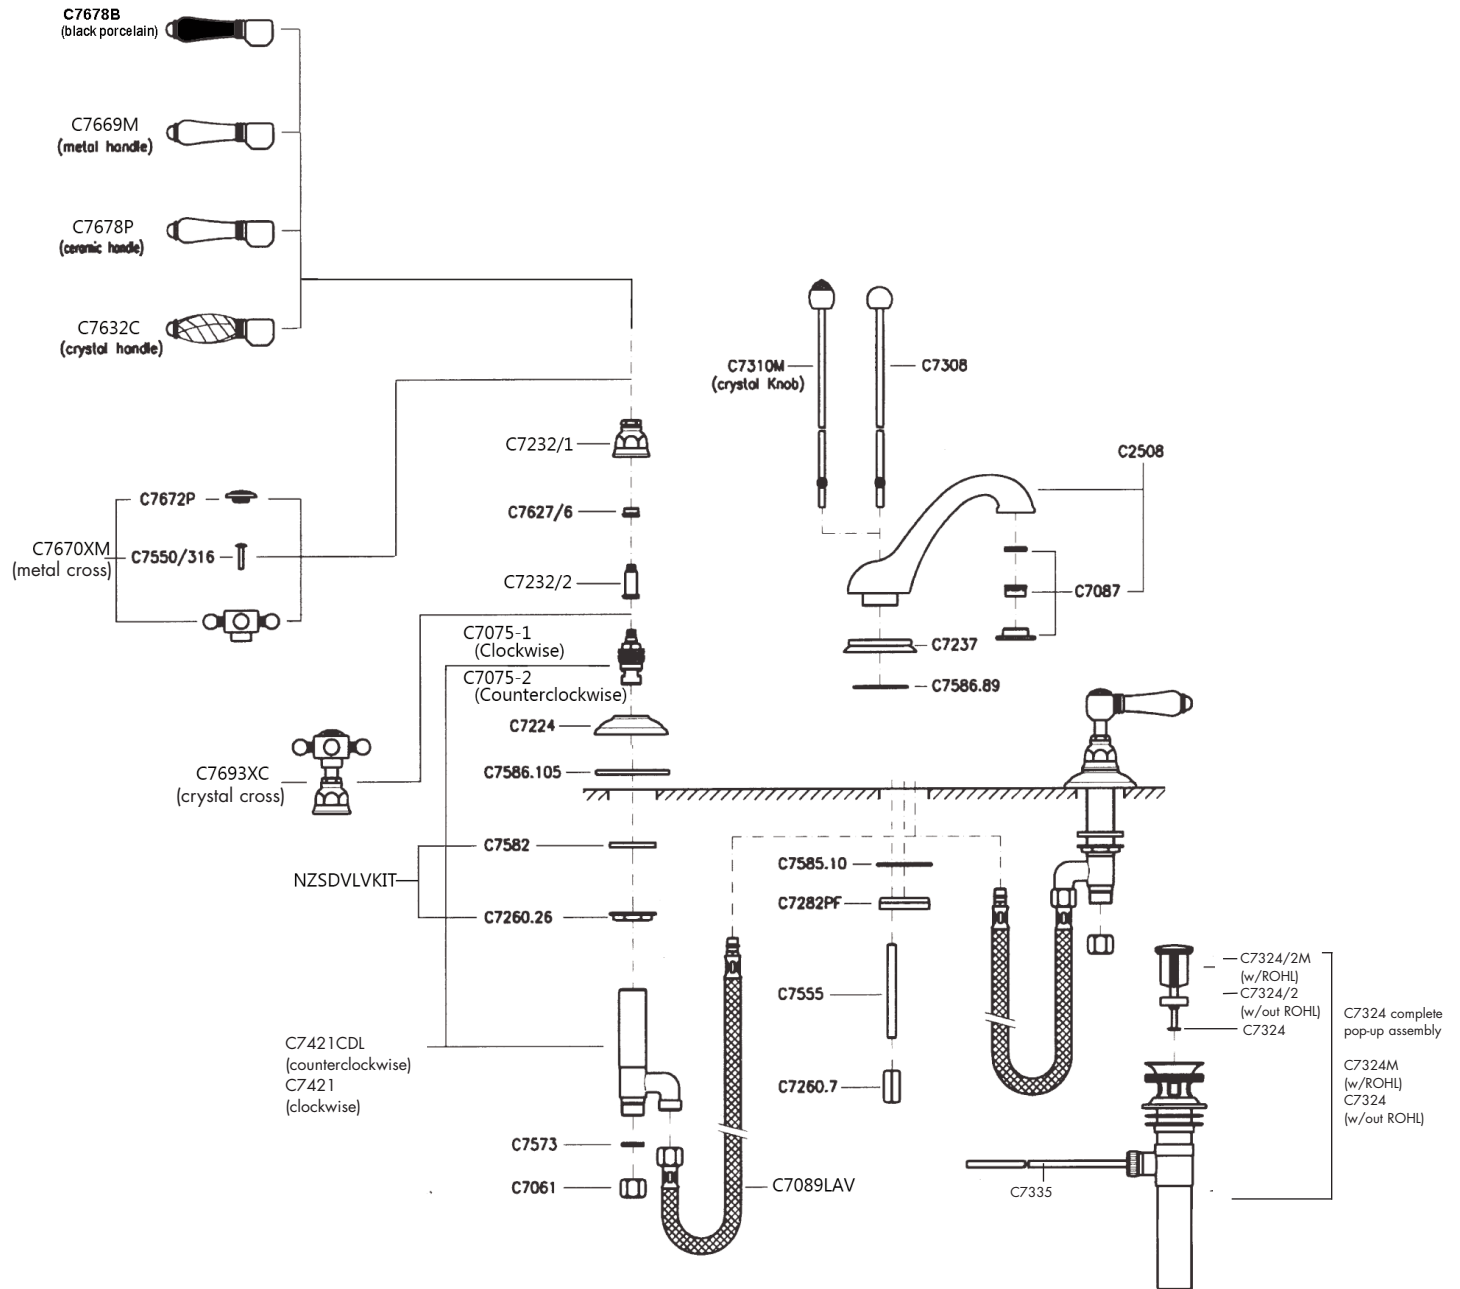 C7678B
(black porcelain)
C7669M
(metal handle)
C7678P
(ceramic handle)
C7632C
(crystal handle)
C7310M
(crystal Knob)
C7308
C7232/1
C2508
C7672P
C7627/6
C7670XM
(metal cross)
C7550/316
C7232/2
C7087
C7075-1
(Clockwise)
C7075-2
(Counterclockwise)
C7237
C7586.89
C7224
C7693XC
(crystal cross)
C7586.105
C7582
NZSDVLVKIT
C7260.26
C7585.10
C7282PF
C7555
C7260.7
C7324/2M
(w/ROHL)
C7324/2
(w/out ROHL)
C7324
C7324 complete
pop-up assembly
C7324M
(w/ROHL)
C7324
(w/out ROHL)
C7421CDL
(counterclockwise)
C7421
(clockwise)
C7573
C7061
C7089LAV
C7335